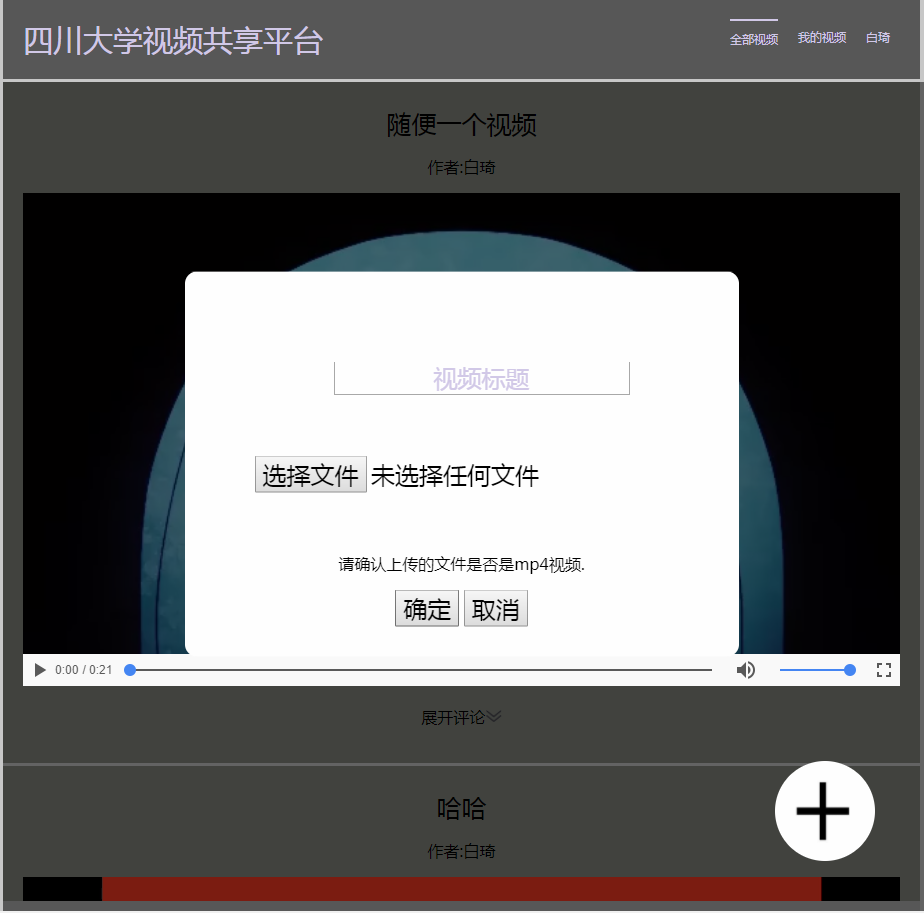 四川大学视频共享平台
全部视频 我的视频 白琦
随便一个视频
作者:白琦
视频标题
选择文件 未选择任何文件
请确认上传的文件是否是mp4视频.
确定 取消
0:00 / 0:21
展开评论
哈哈
作者:白琦